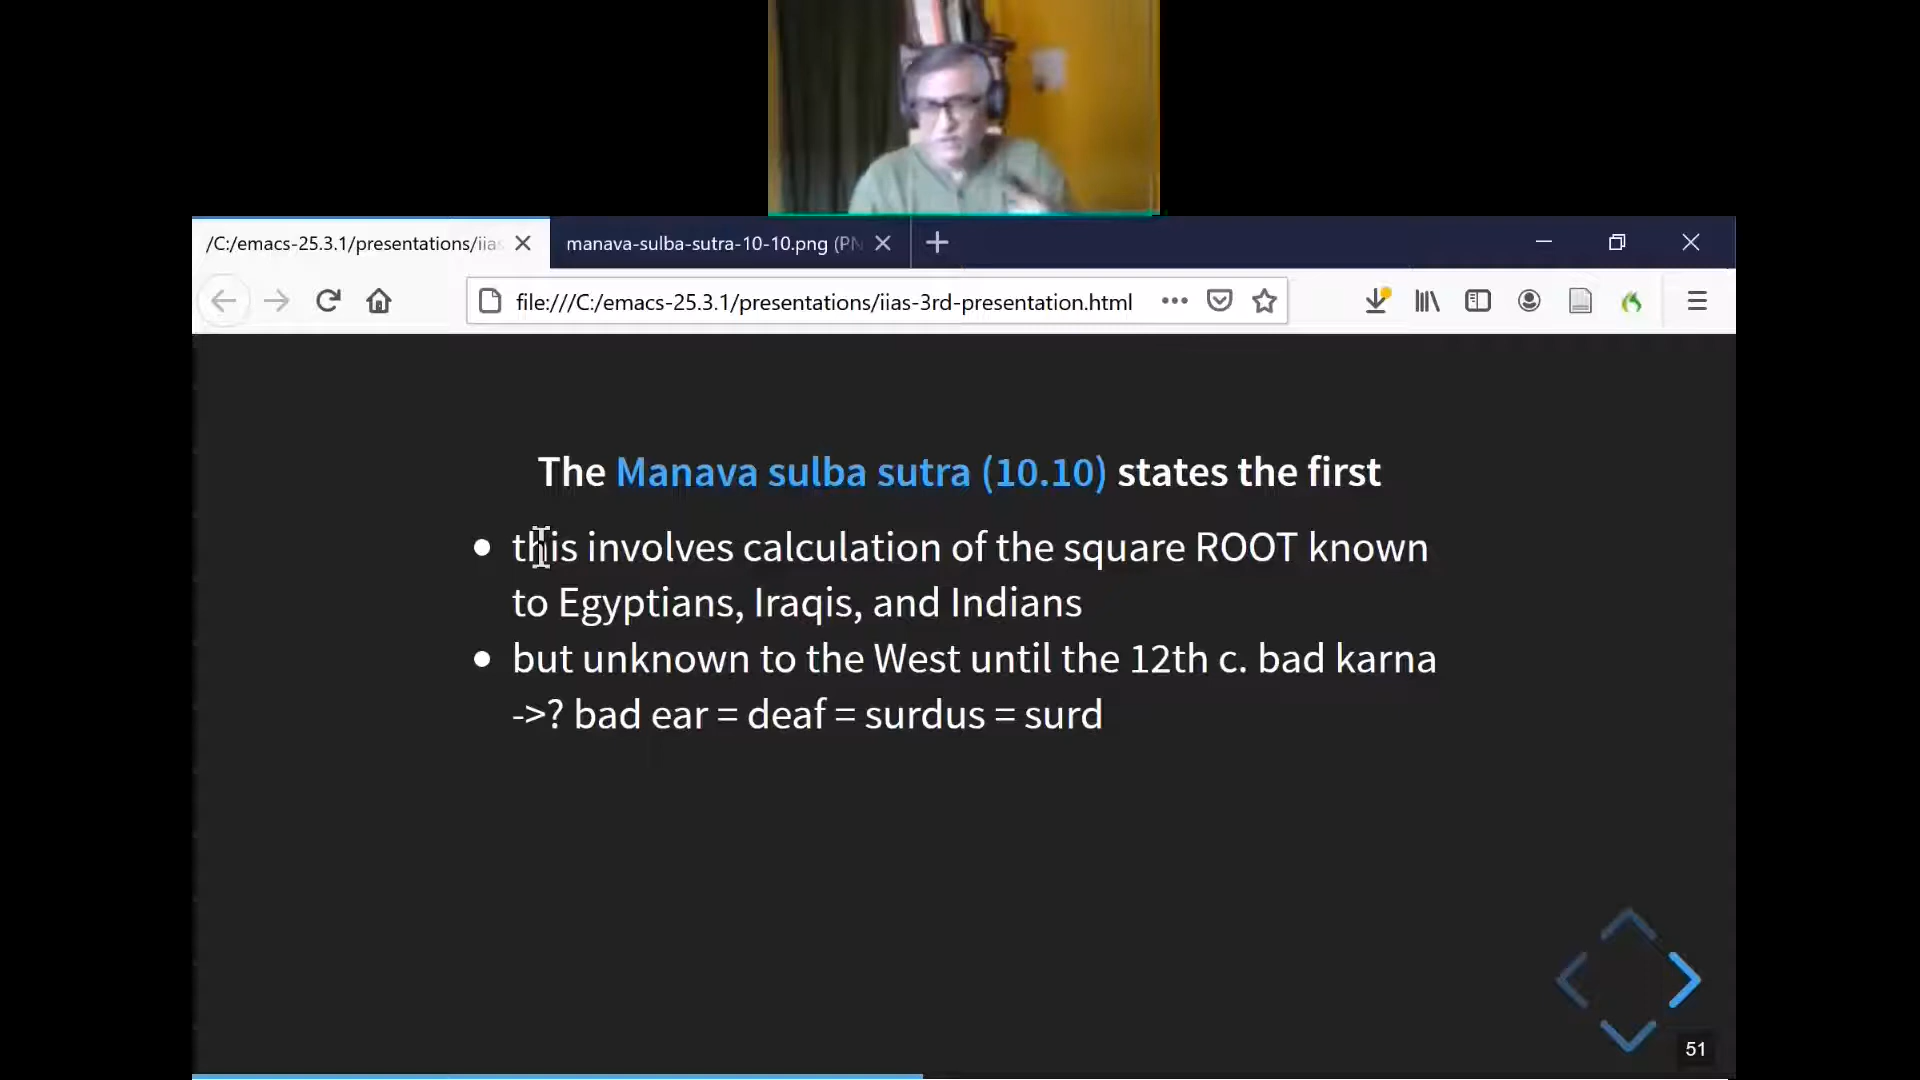 /C:/emacs-25.3.1/presentations/iias
manava-sulba-sutra-10-10.png (PN
file:///C:/emacs-25.3.1/presentations/iias-3rd-presentation.html
The Manava sulba sutra (10.10) states the first
• this involves calculation of the square ROOT known
to Egyptians, Iraqis, and Indians
• but unknown to the West until the 12th c. bad karna
->? bad ear = deaf = surdus = surd
51